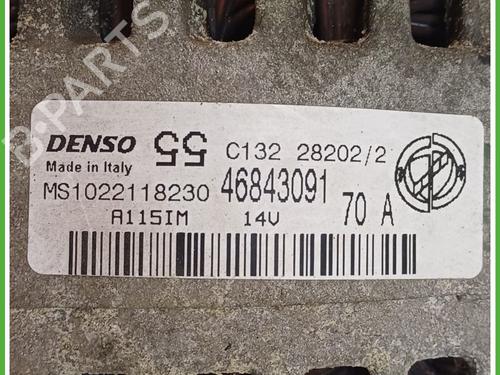 B-PARTS
DENSO 55 C132 28202/2
Made in Italy
MS1022118230 46843091 70 A
A115IM 14V